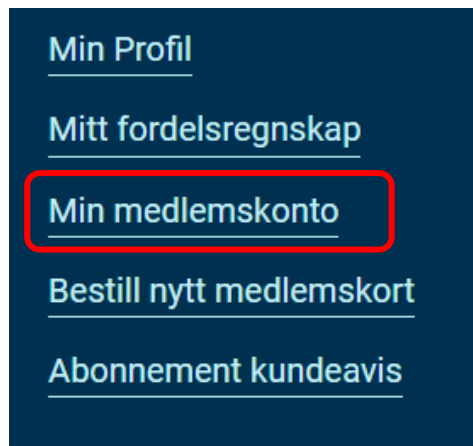 Min Profil
Mitt fordelsregnskap
Min medlemskonto
Bestill nytt medlemskort
Abonnement kundeavis